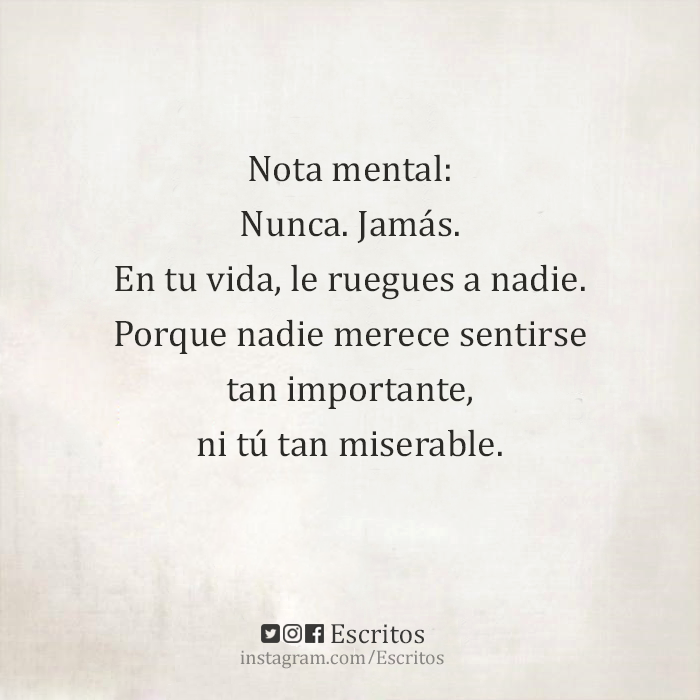 Nota mental:
Nunca. Jamás.
En tu vida, le ruegues a nadie.
Porque nadie merece sentirse
tan importante,
ni tú tan miserable.
Escritos
instagram.com/Escritos